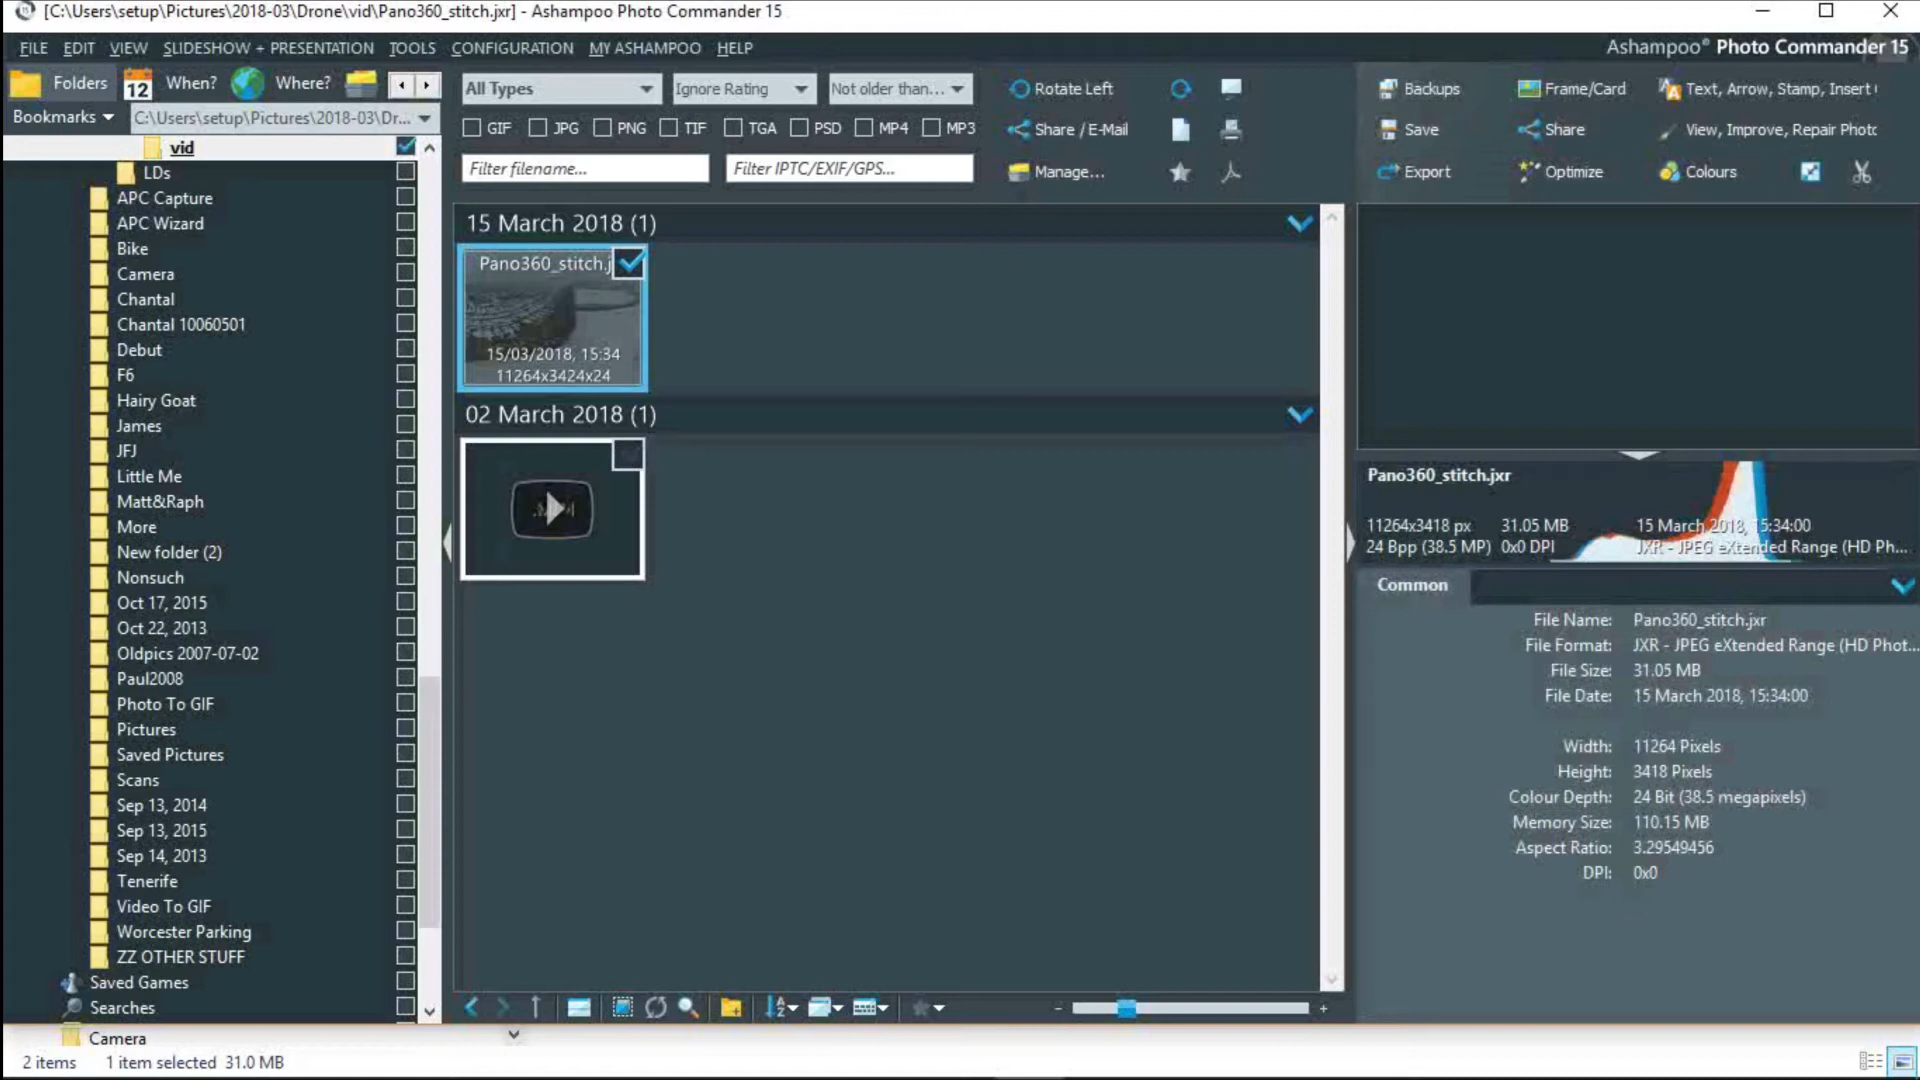 [C:\Users\setup\Pictures\2018-03\Drone\vid\Pano360_stitch.jxr] - Ashampoo Photo Commander 15
FILE EDIT VIEW SLIDESHOW + PRESENTATION TOOLS CONFIGURATION MY ASHAMPOO HELP
Ashampoo® Photo Commander 15
Folders 12 When? Where?
Bookmarks C:\Users\setup\Pictures\2018-03\Dr...
vid
LDs
APC Capture
APC Wizard
Bike
Camera
Chantal
Chantal 10060501
Debut
F6
Hairy Goat
James
JFJ
Little Me
Matt&Raph
More
New folder (2)
Nonsuch
Oct 17, 2015
Oct 22, 2013
Oldpics 2007-07-02
Paul2008
Photo To GIF
Pictures
Saved Pictures
Scans
Sep 13, 2014
Sep 13, 2015
Sep 14, 2013
Tenerife
Video To GIF
Worcester Parking
ZZ OTHER STUFF
Saved Games
Searches
Camera
2 items 1 item selected 31.0 MB
All Types Ignore Rating Not older than...
GIF JPG PNG TIF TGA PSD MP4 MP3
Filter filename... Filter IPTC/EXIF/GPS...
Rotate Left
Share / E-Mail
Manage...
15 March 2018 (1)
Pano360_stitch.j
15/03/2018, 15:34
11264x3424x24
02 March 2018 (1)
Backups Frame/Card Text, Arrow, Stamp, Insert
Save Share View, Improve, Repair Photo
Export Optimize Colours
Pano360_stitch.jxr
11264x3418 px 31.05 MB 15 March 2018, 15:34:00
24 Bpp (38.5 MP) 0x0 DPI JXR - JPEG eXtended Range (HD Ph...
Common
File Name: Pano360_stitch.jxr
File Format: JXR - JPEG eXtended Range (HD Phot...
File Size: 31.05 MB
File Date: 15 March 2018, 15:34:00
Width: 11264 Pixels
Height: 3418 Pixels
Colour Depth: 24 Bit (38.5 megapixels)
Memory Size: 110.15 MB
Aspect Ratio: 3.29549456
DPI: 0x0